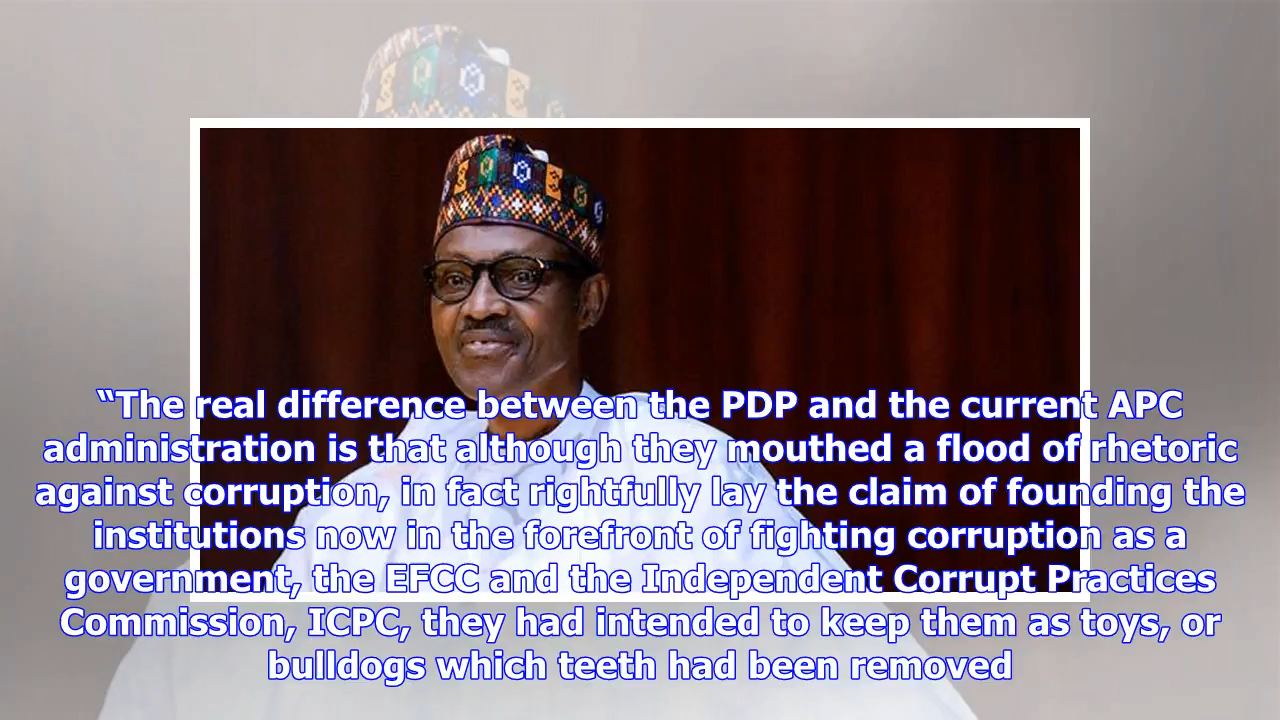 “The real difference between the PDP and the current APC
administration is that although they mouthed a flood of rhetoric
against corruption, in fact rightfully lay the claim of founding the
institutions now in the forefront of fighting corruption as a
government, the EFCC and the Independent Corrupt Practices
Commission, ICPC, they had intended to keep them as toys, or
bulldogs which teeth had been removed